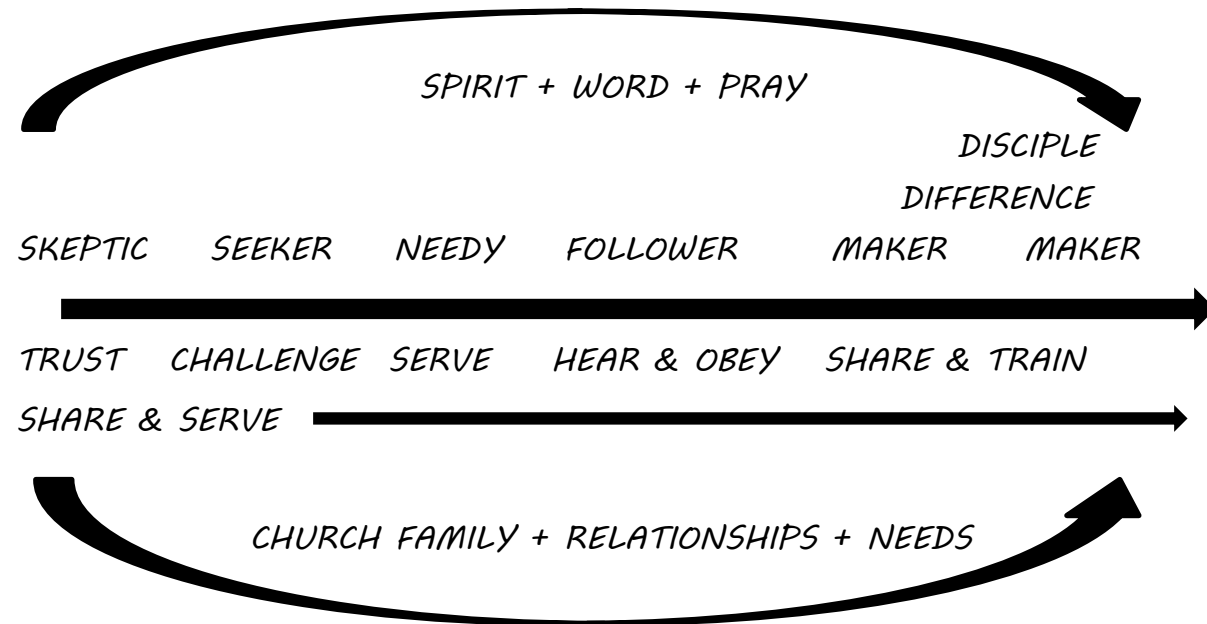 SPIRIT + WORD + PRAY
DISCIPLE
DIFFERENCE
SKEPTIC SEEKER NEEDY FOLLOWER MAKER MAKER
TRUST CHALLENGE SERVE HEAR & OBEY SHARE & TRAIN
SHARE & SERVE
CHURCH FAMILY + RELATIONSHIPS + NEEDS